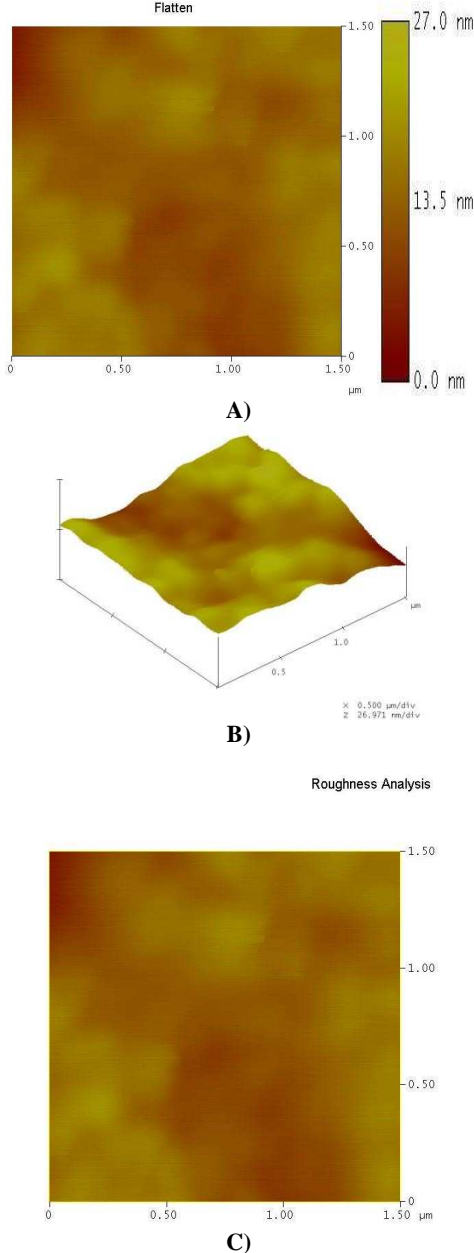 Flatten
27.0 nm
13.5 nm
0.0 nm
1.50
1.00
0.50
0
0 0.50 1.00 1.50
µm
A)
µm
1.0
0.5
X 0.500 µm/div
Z 26.971 nm/div
B)
Roughness Analysis
1.50
1.00
0.50
0
0 0.50 1.00 1.50 µm
C)